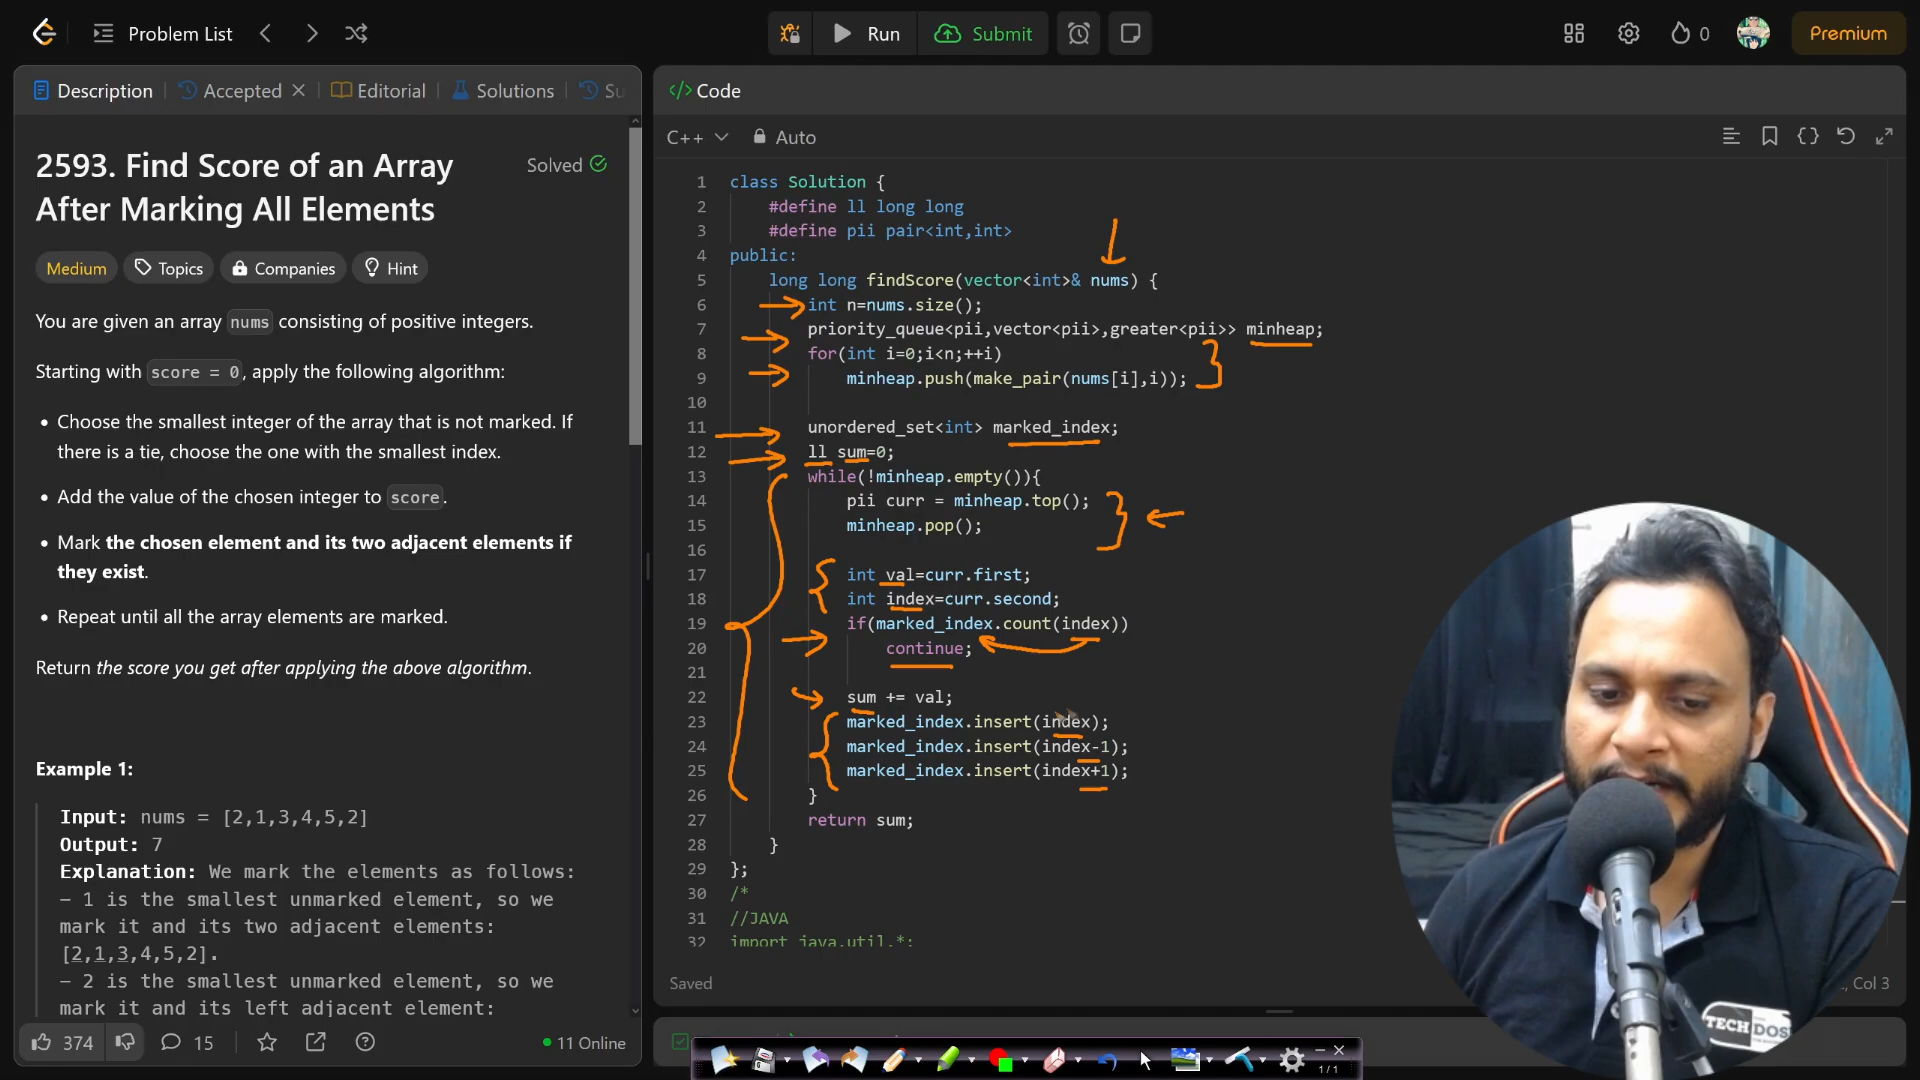 Problem List
Run
Submit
0
Premium
Description
Accepted
Editorial
Solutions
Su
</> Code
C++
Auto
2593. Find Score of an Array
After Marking All Elements
Solved
Medium
Topics
Companies
Hint
You are given an array nums consisting of positive integers.
Starting with score = 0, apply the following algorithm:
• Choose the smallest integer of the array that is not marked. If
there is a tie, choose the one with the smallest index.
• Add the value of the chosen integer to score.
• Mark the chosen element and its two adjacent elements if
they exist.
• Repeat until all the array elements are marked.
Return the score you get after applying the above algorithm.
Example 1:
Input: nums = [2,1,3,4,5,2]
Output: 7
Explanation: We mark the elements as follows:
- 1 is the smallest unmarked element, so we
mark it and its two adjacent elements:
[2,1,3,4,5,2].
- 2 is the smallest unmarked element, so we
mark it and its left adjacent element:
374
15
11 Online
1 class Solution {
2 #define ll long long
3 #define pii pair<int,int>
4 public:
5 long long findScore(vector<int>& nums) {
6 int n=nums.size();
7 priority_queue<pii,vector<pii>,greater<pii>> minheap;
8 for(int i=0;i<n;++i)
9 minheap.push(make_pair(nums[i],i));
10
11 unordered_set<int> marked_index;
12 ll sum=0;
13 while(!minheap.empty()){
14 pii curr = minheap.top();
15 minheap.pop();
16
17 int val=curr.first;
18 int index=curr.second;
19 if(marked_index.count(index))
20 continue;
21
22 sum += val;
23 marked_index.insert(index);
24 marked_index.insert(index-1);
25 marked_index.insert(index+1);
26 }
27 return sum;
28 }
29 };
30 /*
31 //JAVA
32 import java.util.*;
Saved
, Col 3
TECH DOS
1/1